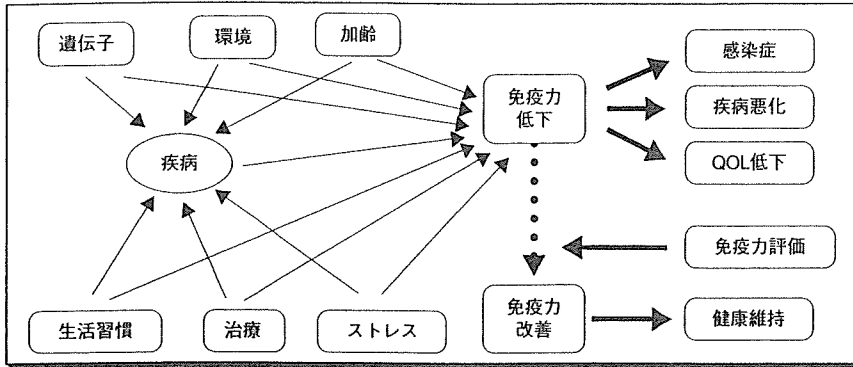 遺伝子
環境
加齢
免疫力
低下
感染症
疾病悪化
QOL低下
疾病
免疫力評価
生活習慣
治療
ストレス
免疫力
改善
健康維持